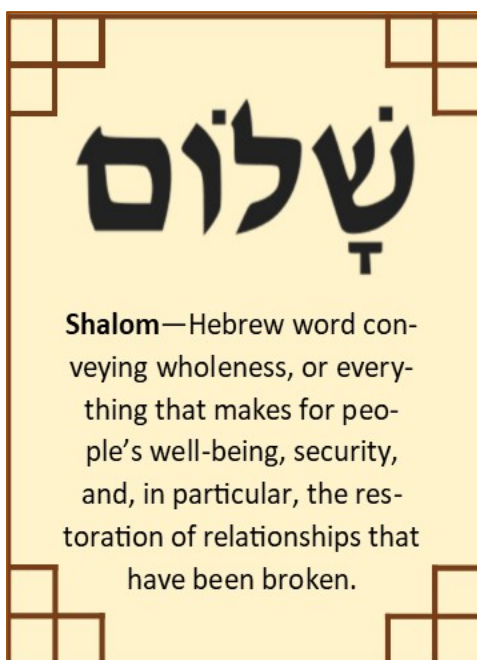 שָׁלוֹם
Shalom—Hebrew word con-
veying wholeness, or every-
thing that makes for peo-
ple’s well-being, security,
and, in particular, the res-
toration of relationships that
have been broken.